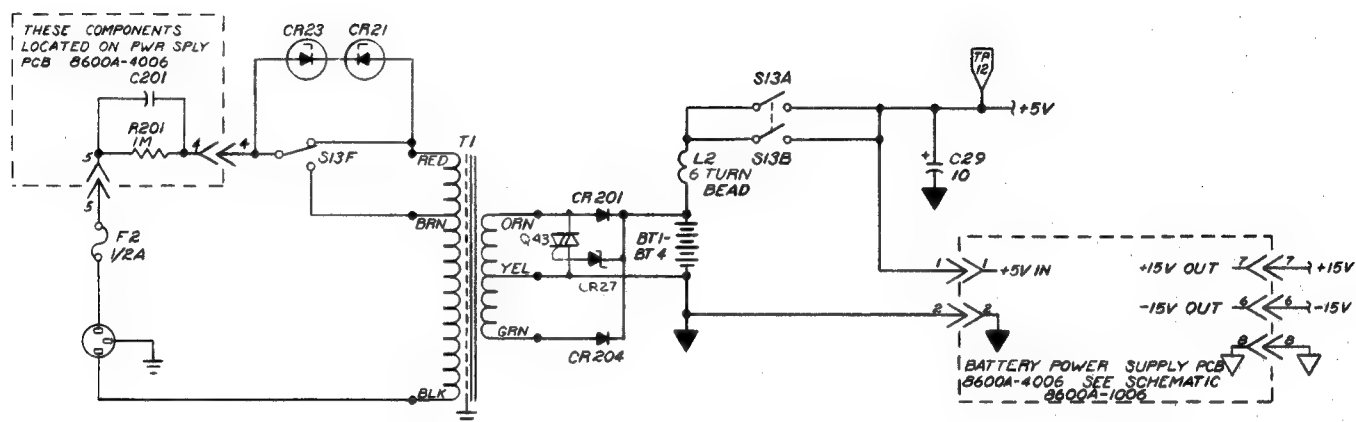 THESE COMPONENTS
LOCATED ON PWR SPLY
PCB 8600A-4006
C201
R201
1M
5
4
4
5
F2
1/2A
CR23
CR21
S13F
T1
RED
BRN
BLK
ORN
YEL
GRN
CR201
Q43
CR27
CR204
BT1-
BT4
L2
6 TURN
BEAD
S13A
S13B
TP
12
+5V
+
C29
10
1
1
+5V IN
2
2
+15V OUT
7
7
+15V
-15V OUT
6
6
-15V
8
8
BATTERY POWER SUPPLY PCB
8600A-4006 SEE SCHEMATIC
8600A-1006